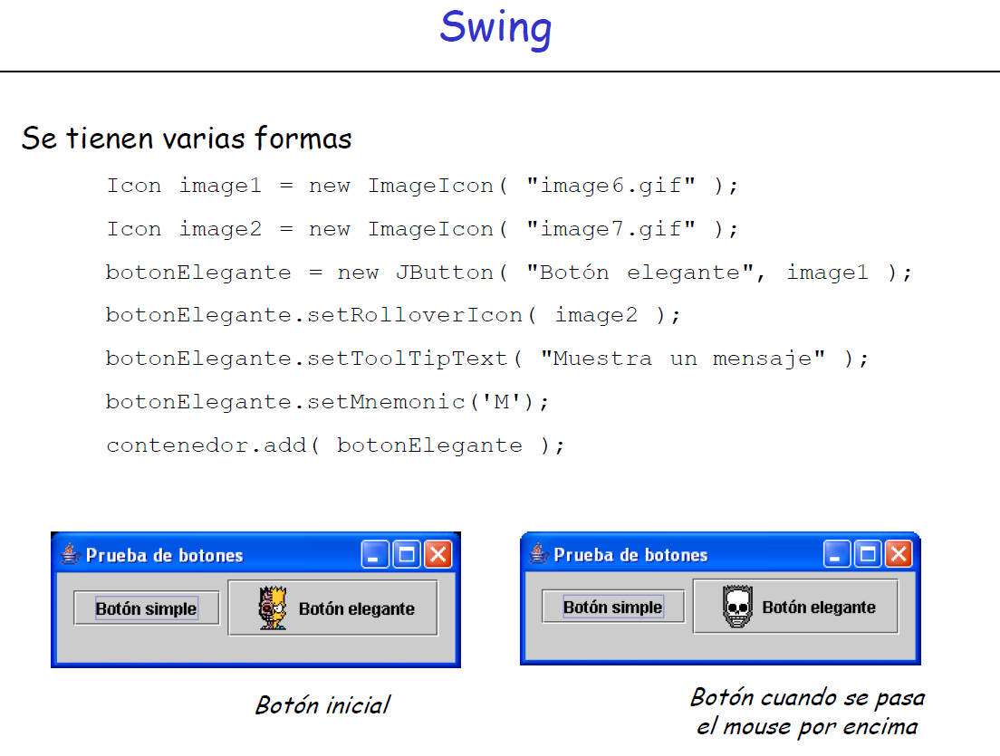 Swing
Se tienen varias formas
Icon image1 = new ImageIcon( "image6.gif" );
Icon image2 = new ImageIcon( "image7.gif" );
botonElegante = new JButton( "Botón elegante", image1 );
botonElegante.setRolloverIcon( image2 );
botonElegante.setToolTipText( "Muestra un mensaje" );
botonElegante.setMnemonic('M');
contenedor.add( botonElegante );
Prueba de botones
Botón simple
Botón elegante
Botón inicial
Prueba de botones
Botón simple
Botón elegante
Botón cuando se pasa
el mouse por encima